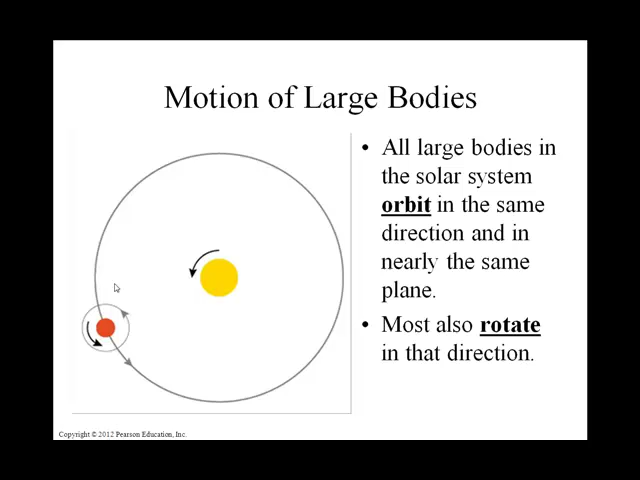 Motion of Large Bodies
• All large bodies in
the solar system
orbit in the same
direction and in
nearly the same
plane.
• Most also rotate
in that direction.
Copyright © 2012 Pearson Education, Inc.